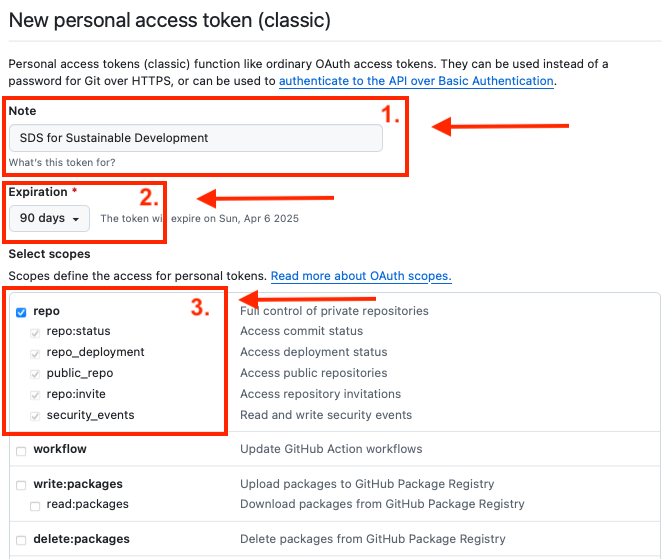 New personal access token (classic)
Personal access tokens (classic) function like ordinary OAuth access tokens. They can be used instead of a
password for Git over HTTPS, or can be used to authenticate to the API over Basic Authentication.
Note
1.
SDS for Sustainable Development
What's this token for?
Expiration *
2.
90 days
The token will expire on Sun, Apr 6 2025
Select scopes
Scopes define the access for personal tokens. Read more about OAuth scopes.
3.
repo Full control of private repositories
repo:status Access commit status
repo_deployment Access deployment status
public_repo Access public repositories
repo:invite Access repository invitations
security_events Read and write security events
workflow Update GitHub Action workflows
write:packages Upload packages to GitHub Package Registry
read:packages Download packages from GitHub Package Registry
delete:packages Delete packages from GitHub Package Registry